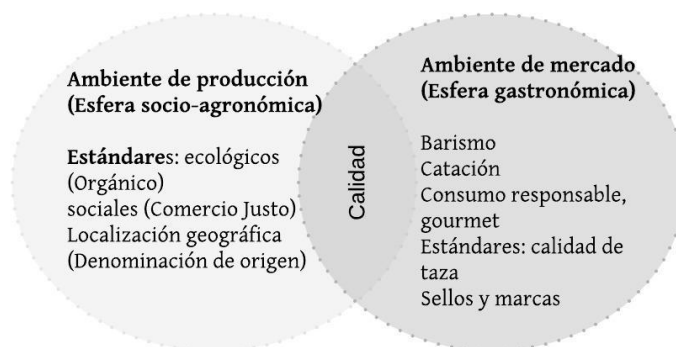 Ambiente de producción
(Esfera socio-agronómica)
Estándares: ecológicos
(Orgánico)
sociales (Comercio Justo)
Localización geográfica
(Denominación de origen)
Calidad
Ambiente de mercado
(Esfera gastronómica)
Barismo
Catación
Consumo responsable,
gourmet
Estándares: calidad de
taza
Sellos y marcas